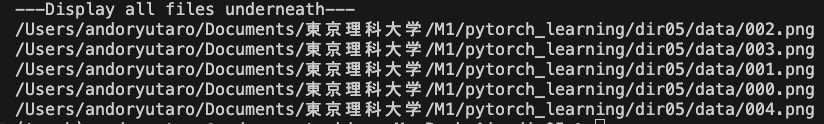 ---Display all files underneath---
/Users/andoryutaro/Documents/東京理科大学/M1/pytorch_learning/dir05/data/002.png
/Users/andoryutaro/Documents/東京理科大学/M1/pytorch_learning/dir05/data/003.png
/Users/andoryutaro/Documents/東京理科大学/M1/pytorch_learning/dir05/data/001.png
/Users/andoryutaro/Documents/東京理科大学/M1/pytorch_learning/dir05/data/000.png
/Users/andoryutaro/Documents/東京理科大学/M1/pytorch_learning/dir05/data/004.png